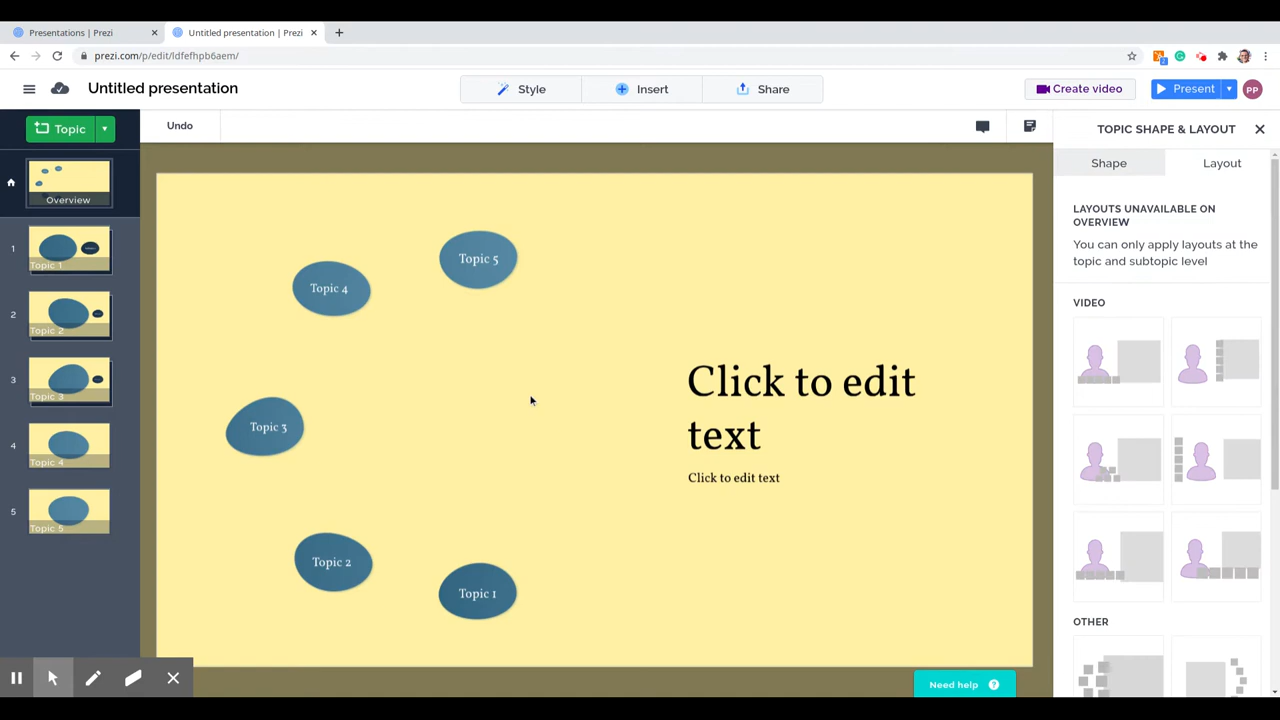 Presentations | Prezi
Untitled presentation | Prezi
prezi.com/p/edit/ldfefhpb6aem/
Untitled presentation
Style
Insert
Share
Create video
Present
PP
Topic
Undo
TOPIC SHAPE & LAYOUT
Shape
Layout
LAYOUTS UNAVAILABLE ON
OVERVIEW
You can only apply layouts at the
topic and subtopic level
VIDEO
OTHER
Overview
1
Topic 1
2
Topic 2
3
Topic 3
4
Topic 4
5
Topic 5
Topic 5
Topic 4
Topic 3
Topic 2
Topic 1
Click to edit
text
Click to edit text
Need help